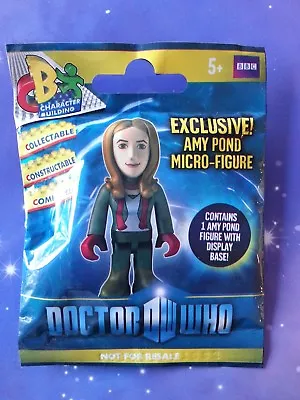 B
CHARACTER
BUILDING
5+
BBC
COLLECTABLE
CONSTRUCTABLE
EXCLUSIVE!
AMY POND
MICRO-FIGURE
CONTAINS
1 AMY POND
FIGURE WITH
DISPLAY
BASE!
DOCTOR DW WHO
NOT FOR RESALE